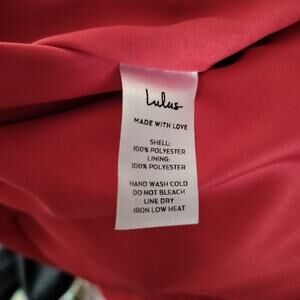 Lulus
MADE WITH LOVE
SHELL:
100% POLYESTER
LINING:
100% POLYESTER
HAND WASH COLD
DO NOT BLEACH
LINE DRY
IRON LOW HEAT